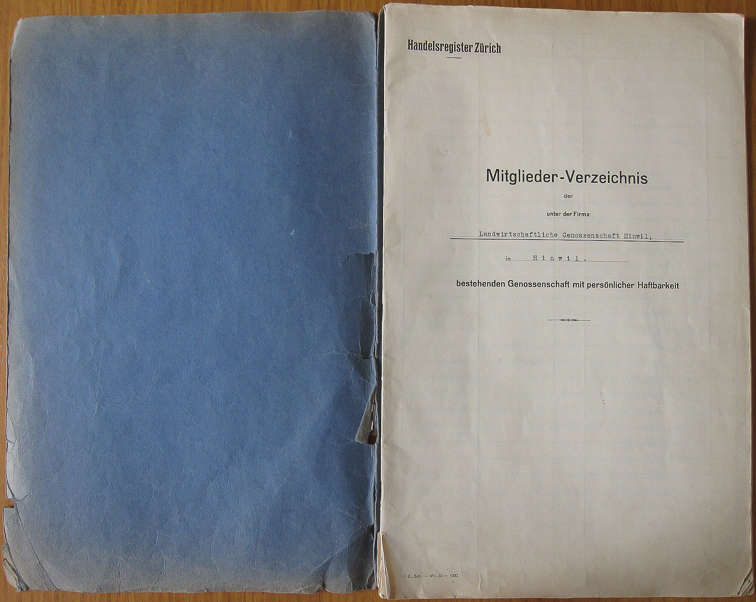 Handelsregister Zürich
Mitglieder-Verzeichnis
der
unter der Firma
Landwirtschaftliche Genossenschaft Hinwil,
in Hinwil.
bestehenden Genossenschaft mit persönlicher Haftbarkeit